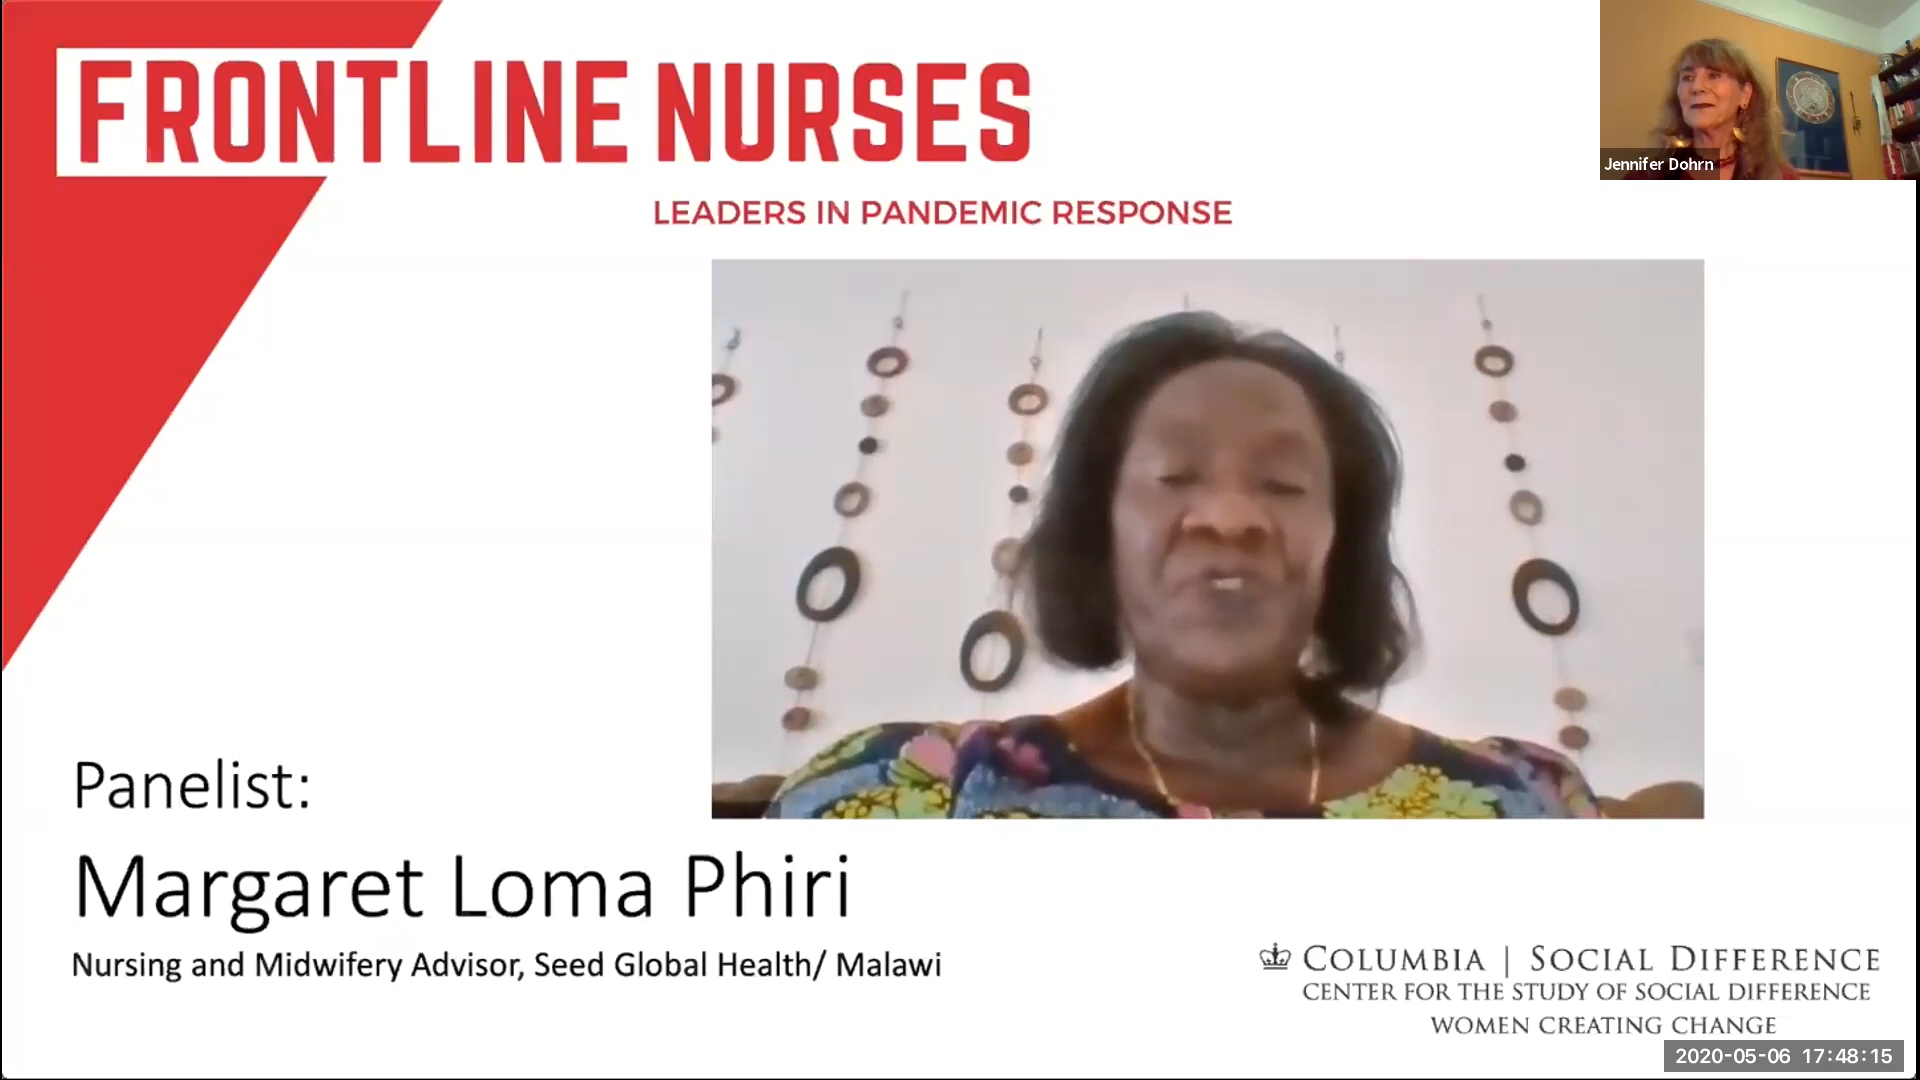 FRONTLINE NURSES
LEADERS IN PANDEMIC RESPONSE
Jennifer Dohrn
Panelist:
Margaret Loma Phiri
Nursing and Midwifery Advisor, Seed Global Health/ Malawi
COLUMBIA | SOCIAL DIFFERENCE
CENTER FOR THE STUDY OF SOCIAL DIFFERENCE
WOMEN CREATING CHANGE
2020-05-06 17:48:15